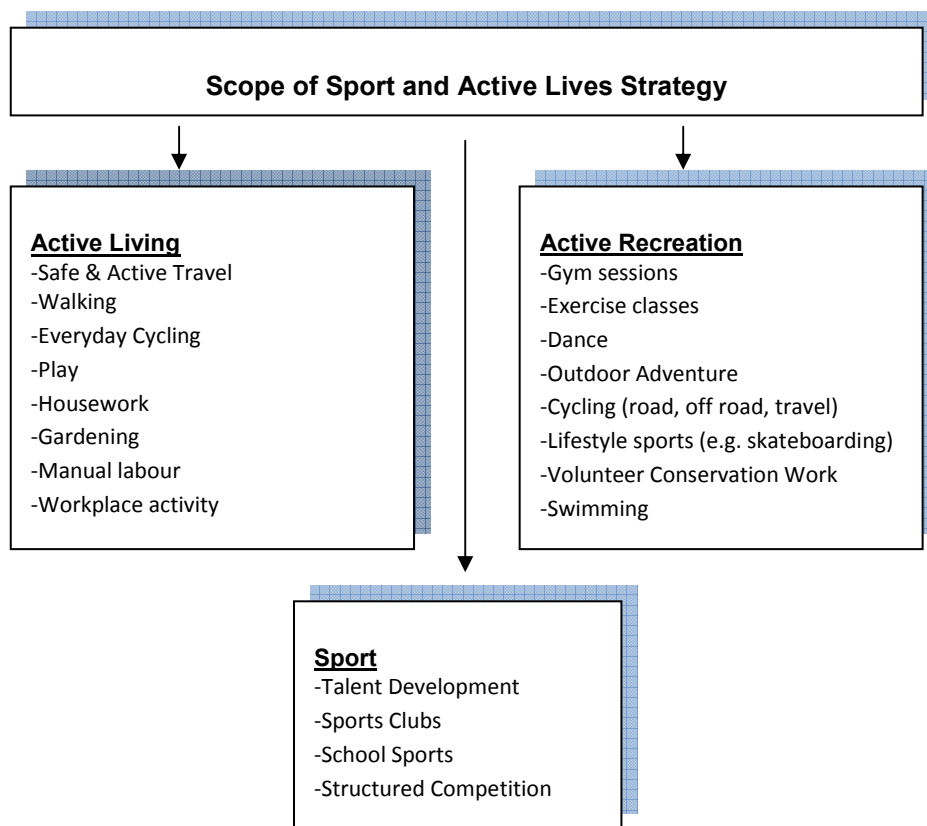 Scope of Sport and Active Lives Strategy
Active Living
-Safe & Active Travel
-Walking
-Everyday Cycling
-Play
-Housework
-Gardening
-Manual labour
-Workplace activity
Active Recreation
-Gym sessions
-Exercise classes
-Dance
-Outdoor Adventure
-Cycling (road, off road, travel)
-Lifestyle sports (e.g. skateboarding)
-Volunteer Conservation Work
-Swimming
Sport
-Talent Development
-Sports Clubs
-School Sports
-Structured Competition